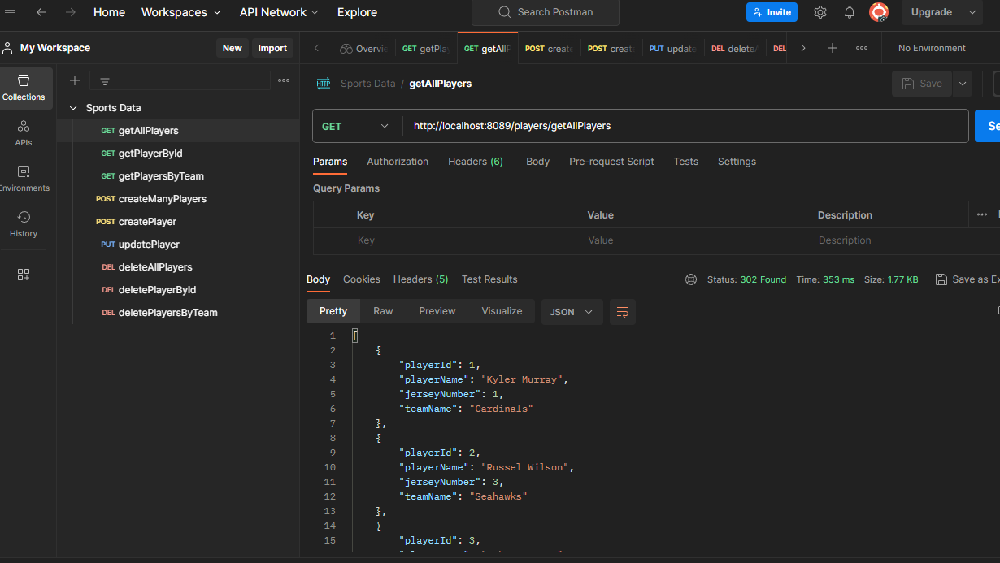 Home Workspaces API Network Explore Search Postman Invite Upgrade
My Workspace New Import Overvie GET getPla GET getAllP POST create POST create PUT update DEL deleteA DEL No Environment
Collections
APIs
Environments
History
Sports Data
GET getAllPlayers
GET getPlayerById
GET getPlayersByTeam
POST createManyPlayers
POST createPlayer
PUT updatePlayer
DEL deleteAllPlayers
DEL deletePlayerById
DEL deletePlayersByTeam
HTTP Sports Data / getAllPlayers Save
GET http://localhost:8089/players/getAllPlayers Se
Params Authorization Headers (6) Body Pre-request Script Tests Settings
Query Params
Key Value Description
Key Value Description
Body Cookies Headers (5) Test Results Status: 302 Found Time: 353 ms Size: 1.77 KB Save as Ex
Pretty Raw Preview Visualize JSON
1 [
2 {
3 "playerId": 1,
4 "playerName": "Kyler Murray",
5 "jerseyNumber": 1,
6 "teamName": "Cardinals"
7 },
8 {
9 "playerId": 2,
10 "playerName": "Russel Wilson",
11 "jerseyNumber": 3,
12 "teamName": "Seahawks"
13 },
14 {
15 "playerId": 3,